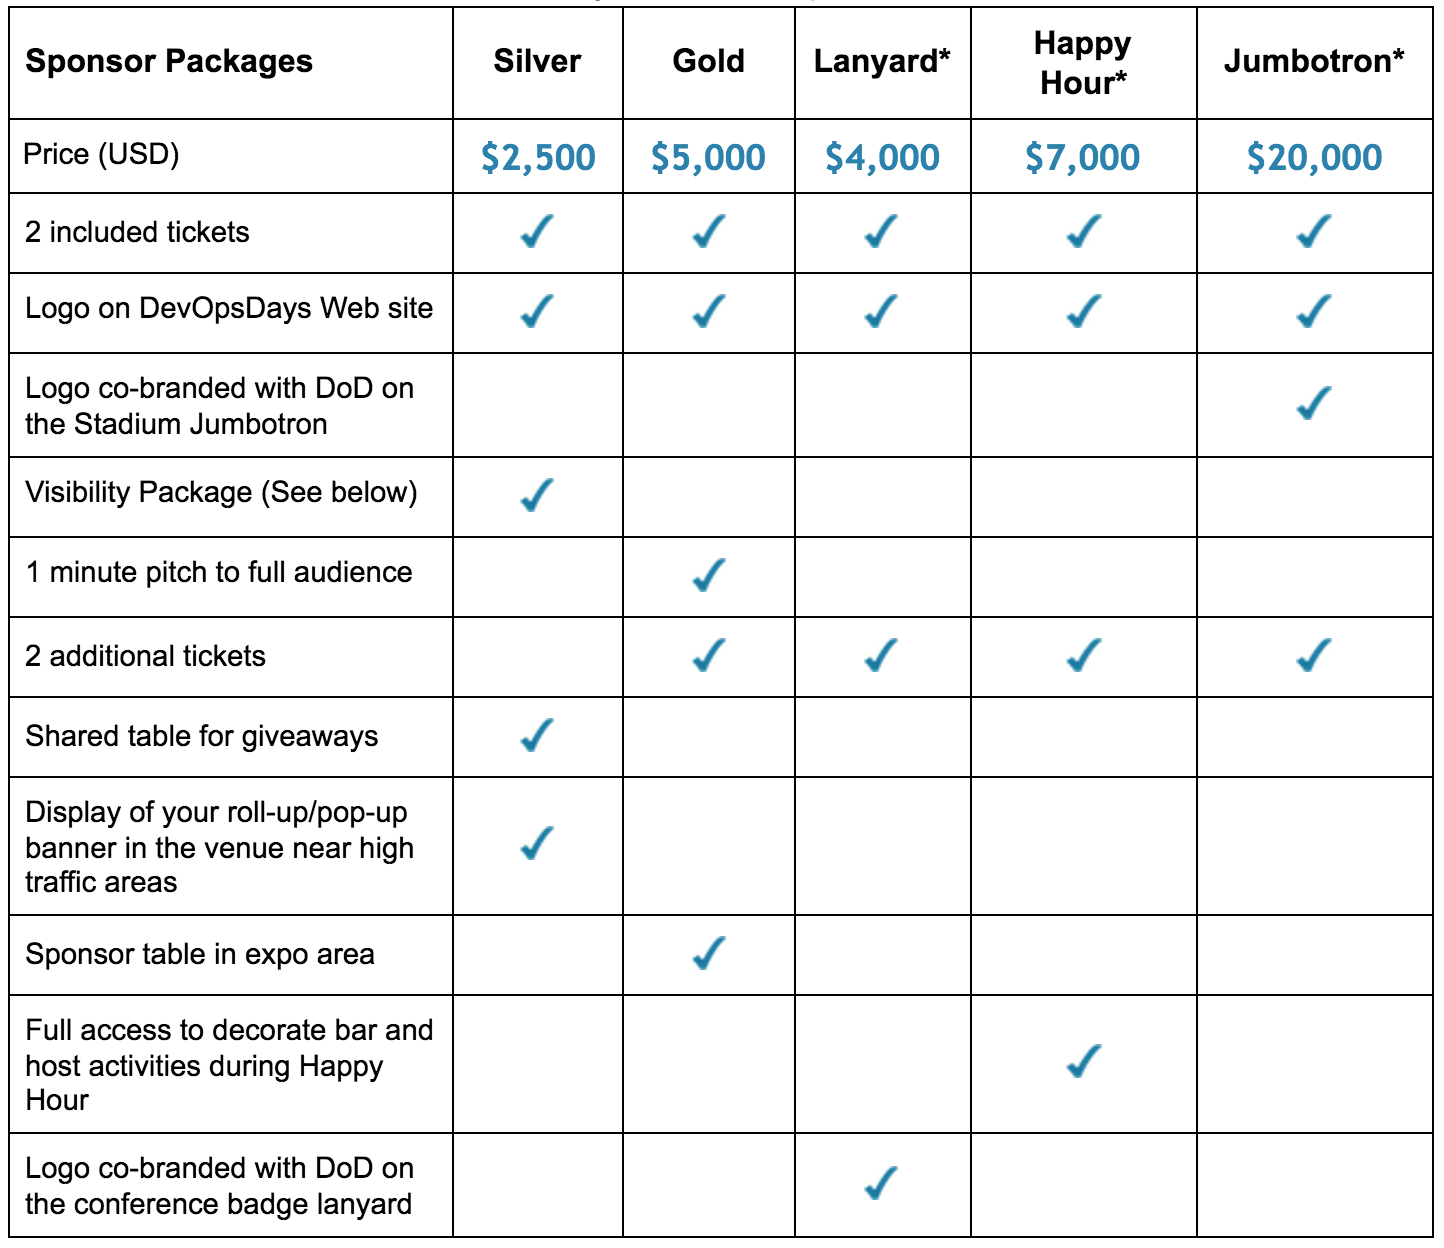 Sponsor Packages Silver Gold Lanyard* Happy
Hour* Jumbotron*
Price (USD) $2,500 $5,000 $4,000 $7,000 $20,000
2 included tickets ✓ ✓ ✓ ✓ ✓
Logo on DevOpsDays Web site ✓ ✓ ✓ ✓ ✓
Logo co-branded with DoD on
the Stadium Jumbotron ✓
Visibility Package (See below) ✓
1 minute pitch to full audience ✓
2 additional tickets ✓ ✓ ✓ ✓
Shared table for giveaways ✓
Display of your roll-up/pop-up
banner in the venue near high
traffic areas ✓
Sponsor table in expo area ✓
Full access to decorate bar and
host activities during Happy
Hour ✓
Logo co-branded with DoD on
the conference badge lanyard ✓